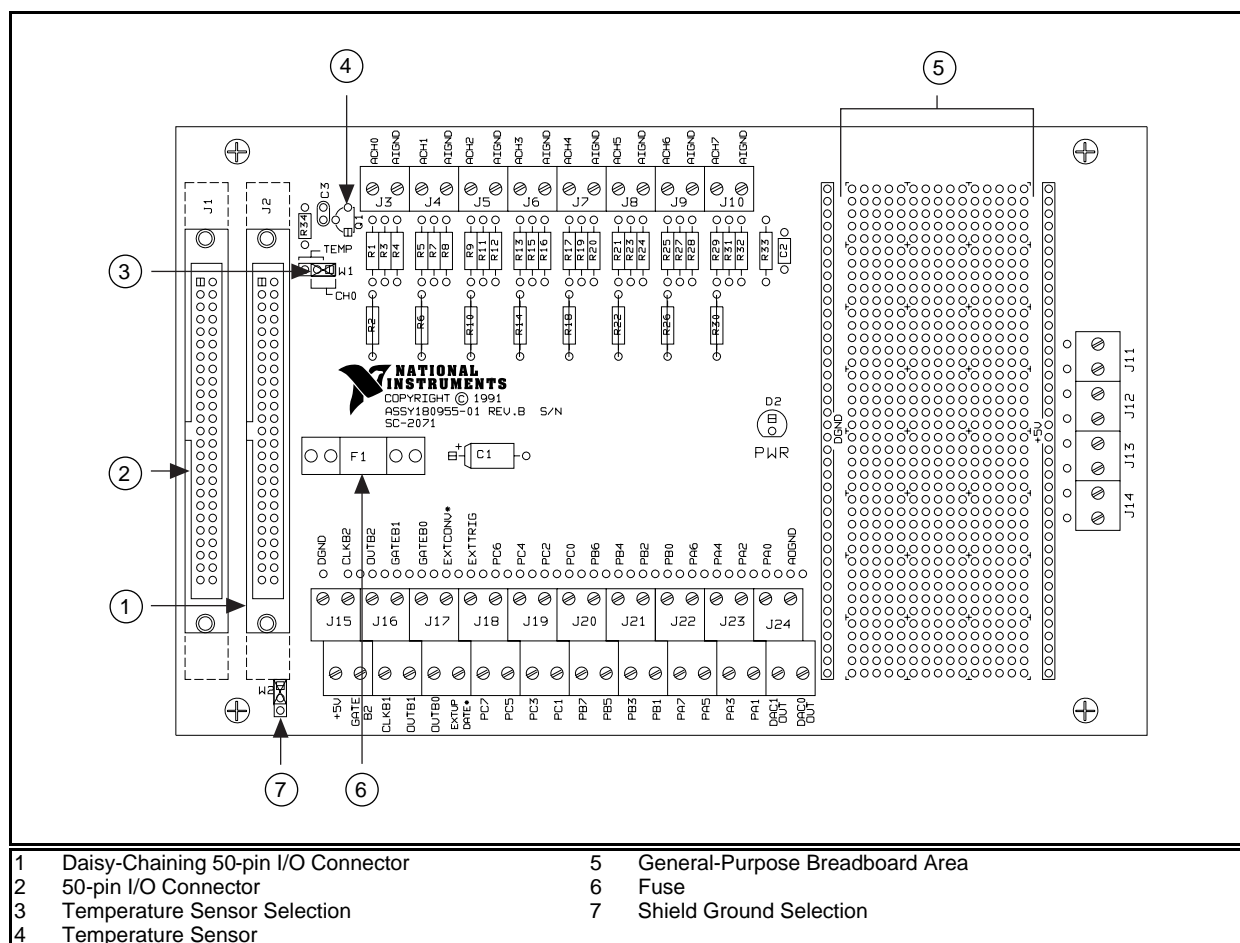 4
5
ACH0 AIGND ACH1 AIGND ACH2 AIGND ACH3 AIGND ACH4 AIGND ACH5 AIGND ACH6 AIGND ACH7 AIGND
J1 J2 R34 C3 Q1
J3 J4 J5 J6 J7 J8 J9 J10
R1 R3 R4 R5 R7 R8 R9 R11 R12 R13 R15 R16 R17 R19 R20 R21 R23 R24 R25 R27 R28 R29 R31 R32 R33 C2
TEMP
3
W1
CH0
R2 R6 R10 R14 R18 R22 R26 R30
NATIONAL
INSTRUMENTS
COPYRIGHT © 1991
ASSY180955-01 REV.B S/N
SC-2071
D2
PWR
DGND
+5V
J11
J12
J13
J14
2
F1
+ C1
DGND CLKB2 OUTB2 GATEB1 GATEB0 EXTCONV* EXTTRIG PC6 PC4 PC2 PC0 PB6 PB4 PB2 PB0 PA6 PA4 PA2 PA0 AOGND
1
J15 J16 J17 J18 J19 J20 J21 J22 J23 J24
W2
+5V GATE B2 CLKB1 OUTB1 OUTB0 EXTUP DATE* PC7 PC5 PC3 PC1 PB7 PB5 PB3 PB1 PA7 PA5 PA3 PA1 DAC1 OUT DAC0 OUT
7
6
1 Daisy-Chaining 50-pin I/O Connector
2 50-pin I/O Connector
3 Temperature Sensor Selection
4 Temperature Sensor
5 General-Purpose Breadboard Area
6 Fuse
7 Shield Ground Selection